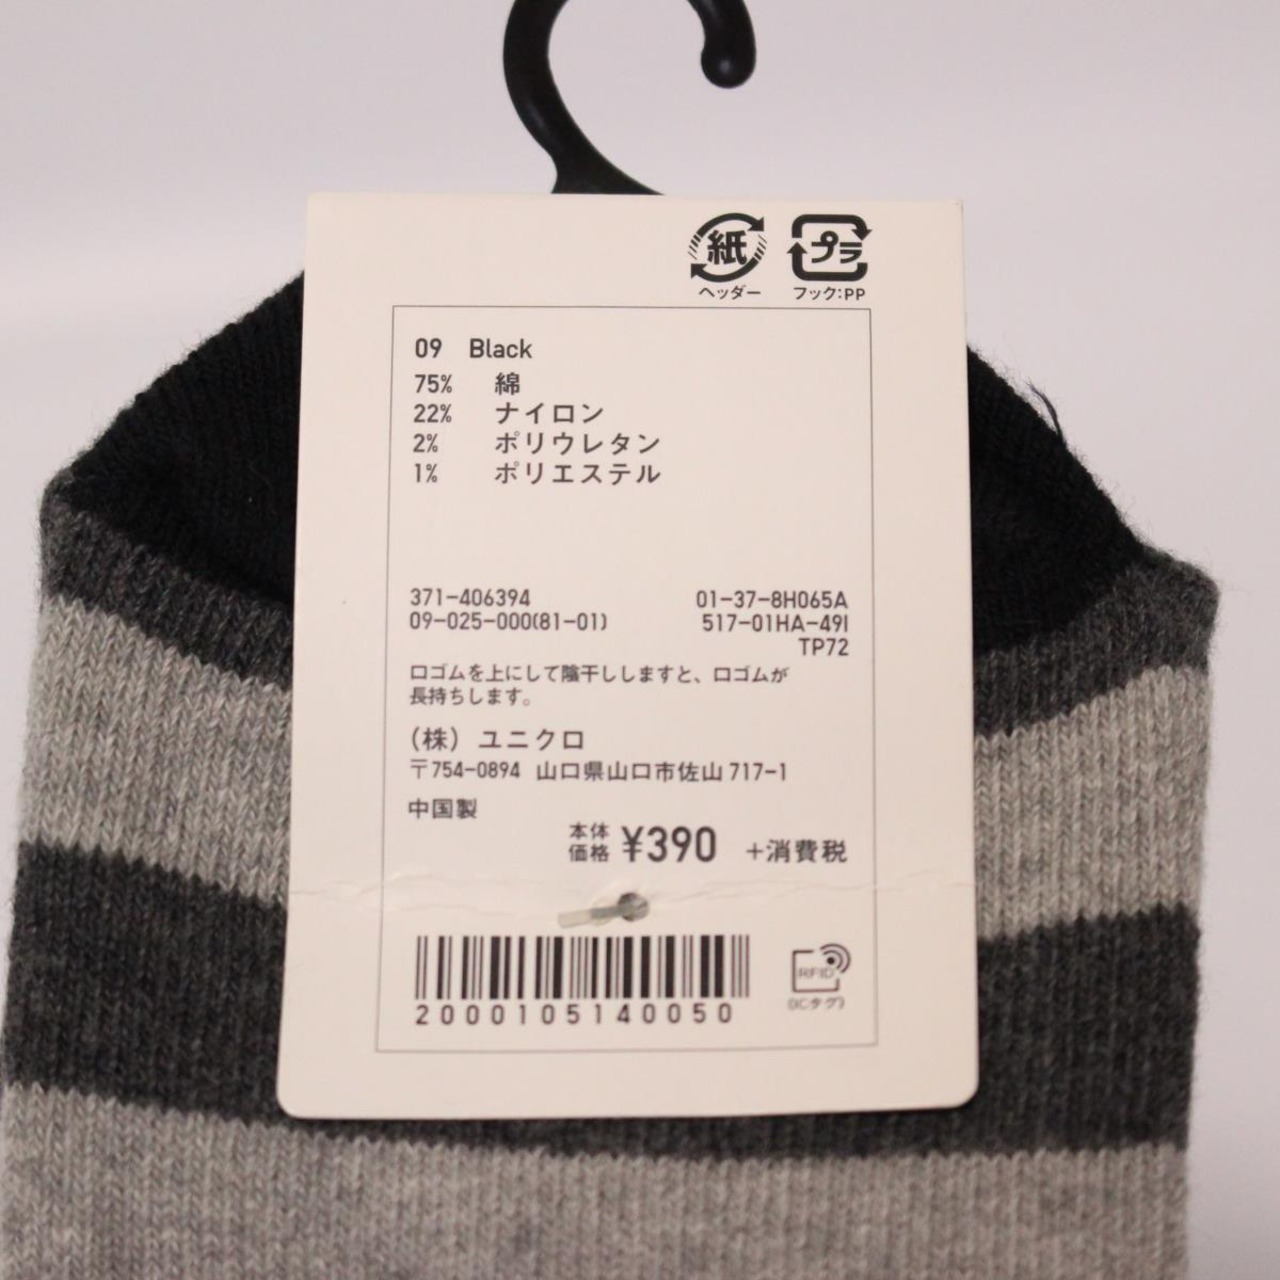 紙 プラ
ヘッダー フック:PP
09 Black
75% 綿
22% ナイロン
2% ポリウレタン
1% ポリエステル
371-406394 01-37-8H065A
09-025-000(81-01) 517-01HA-49I
TP72
口ゴムを上にして陰干ししますと、口ゴムが
長持ちします。
(株) ユニクロ
〒754-0894 山口県山口市佐山717-1
中国製
本体価格 ¥390 +消費税
RFID
(ICタグ)
2000105140050